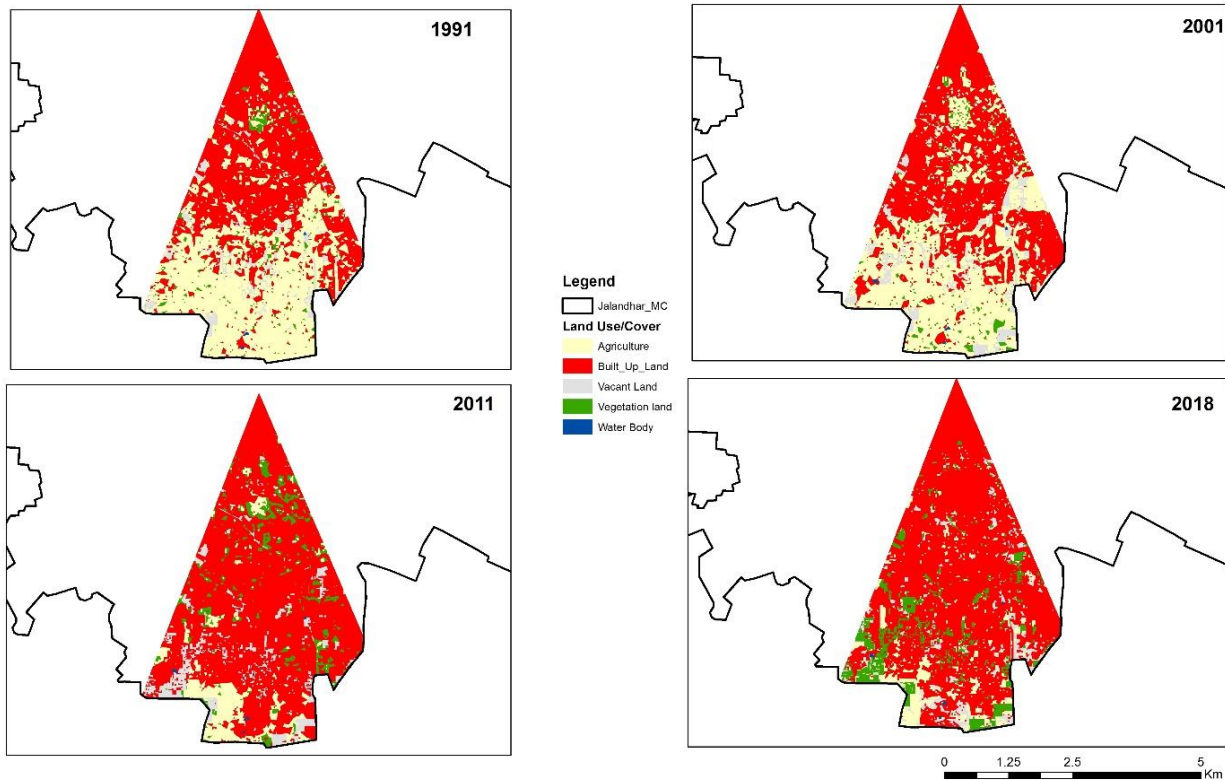 1991
2001
Legend
Jalandhar_MC
Land Use/Cover
Agriculture
Built_Up_Land
Vacant Land
Vegetation land
Water Body
2011
2018
0 1.25 2.5 5
Km